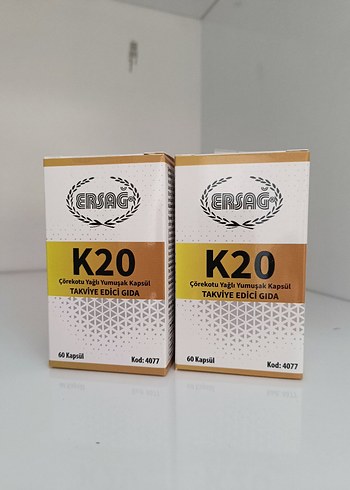 ERSAĞ
K20
Çörekotu Yağlı Yumuşak Kapsül
TAKVİYE EDİCİ GIDA
60 Kapsül
Kod: 4077
ERSAĞ
K20
Çörekotu Yağlı Yumuşak Kapsül
TAKVİYE EDİCİ GIDA
60 Kapsül
Kod: 4077